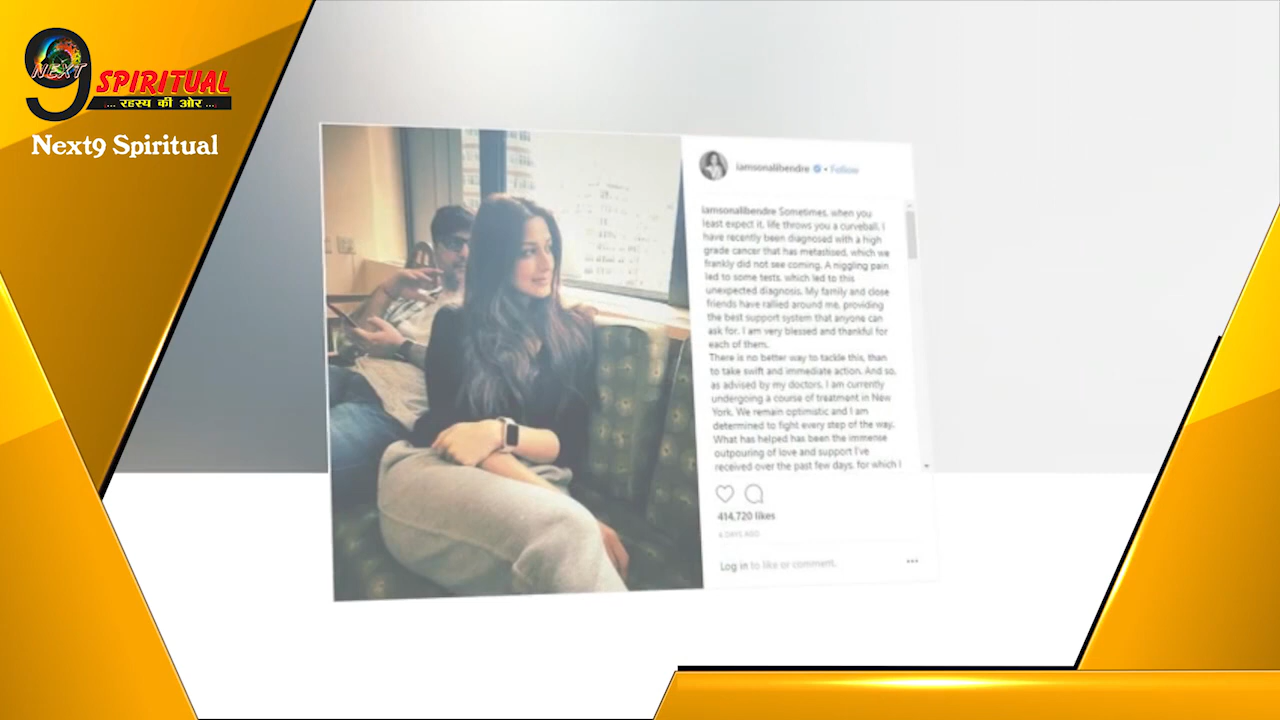 9
NEXT
SPIRITUAL
... रहस्य की ओर ...
Next9 Spiritual
iamsonalibendre • Follow
iamsonalibendre Sometimes, when you
least expect it, life throws you a curveball. I
have recently been diagnosed with a high
grade cancer that has metastised, which we
frankly did not see coming. A niggling pain
led to some tests, which led to this
unexpected diagnosis. My family and close
friends have rallied around me, providing
the best support system that anyone can
ask for. I am very blessed and thankful for
each of them.
There is no better way to tackle this, than
to take swift and immediate action. And so,
as advised by my doctors, I am currently
undergoing a course of treatment in New
York. We remain optimistic and I am
determined to fight every step of the way.
What has helped has been the immense
outpouring of love and support I've
received over the past few days, for which I
414,720 likes
6 DAYS AGO
Log in to like or comment.